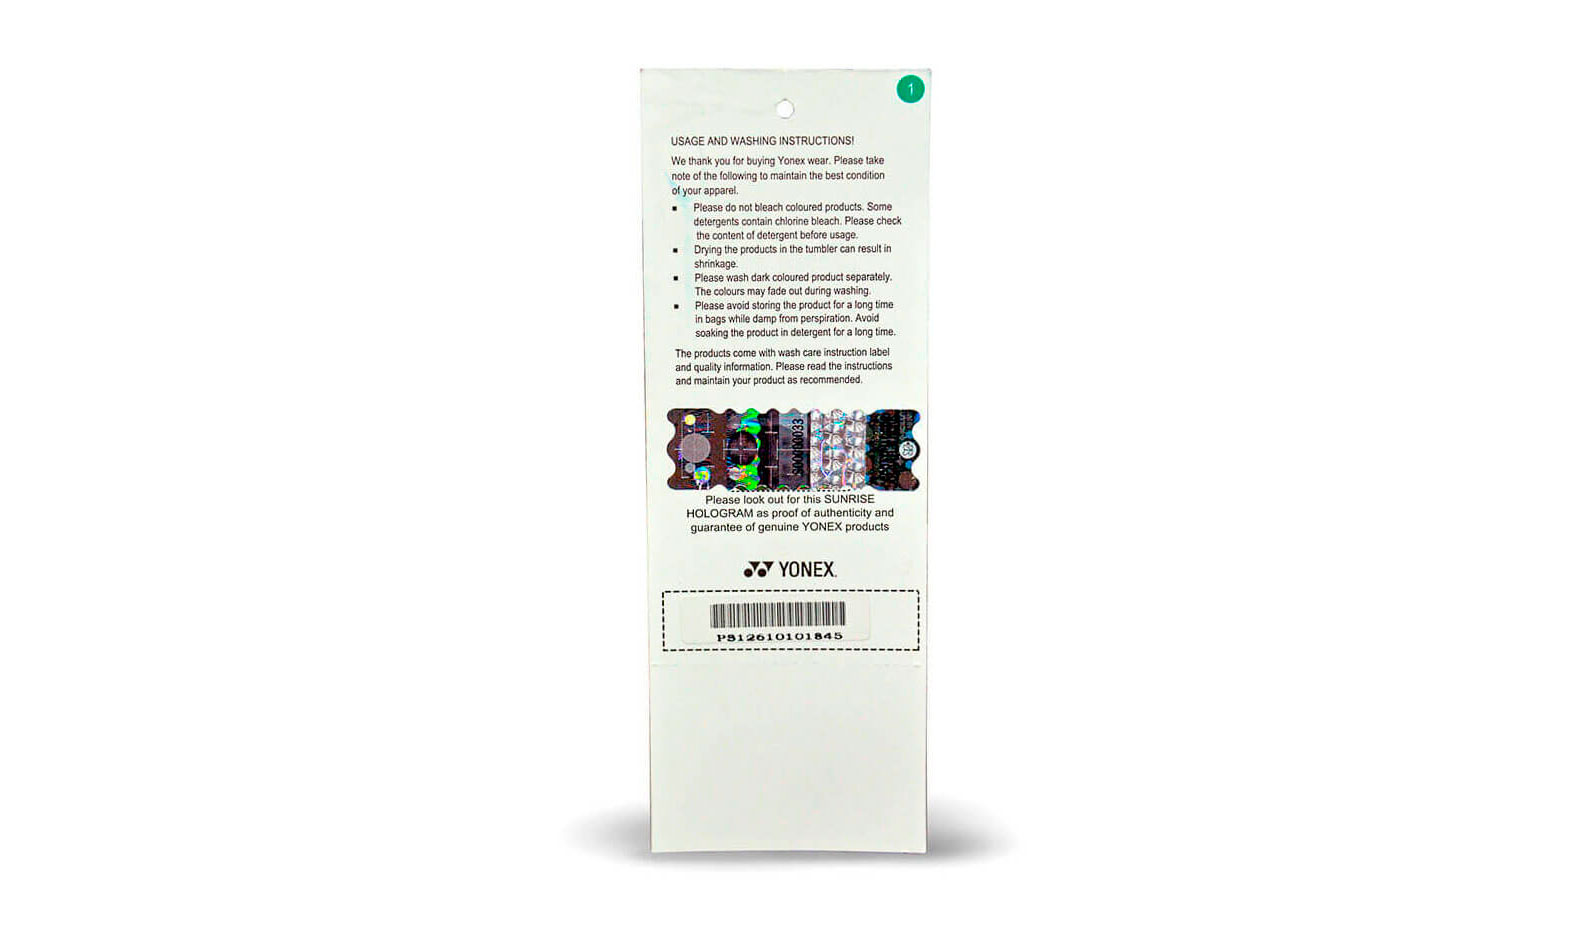 1
USAGE AND WASHING INSTRUCTIONS!
We thank you for buying Yonex wear. Please take
note of the following to maintain the best condition
of your apparel.
▪ Please do not bleach coloured products. Some
detergents contain chlorine bleach. Please check
the content of detergent before usage.
▪ Drying the products in the tumbler can result in
shrinkage.
▪ Please wash dark coloured product separately.
The colours may fade out during washing.
▪ Please avoid storing the product for a long time
in bags while damp from perspiration. Avoid
soaking the product in detergent for a long time.
The products come with wash care instruction label
and quality information. Please read the instructions
and maintain your product as recommended.
Please look out for this SUNRISE
HOLOGRAM as proof of authenticity and
guarantee of genuine YONEX products
YONEX
PS12610101845